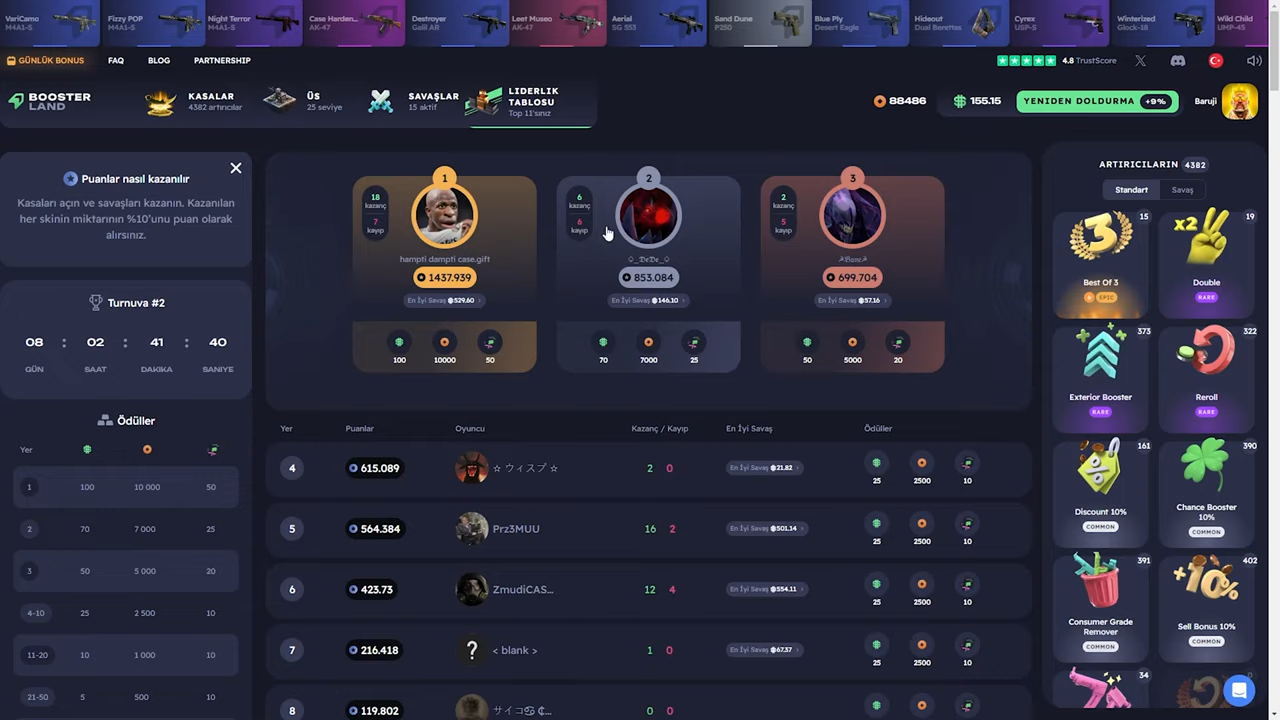 VariCamo
M4A1-S
Fizzy POP
M4A1-S
Night Terror
M4A1-S
Case Harden...
AK-47
Destroyer
Galil AR
Leet Museo
AK-47
Aerial
SG 553
Sand Dune
P250
Blue Ply
Desert Eagle
Hideout
Dual Berettas
Cyrex
USP-S
Winterized
Glock-18
Wild Child
UMP-45
GÜNLÜK BONUS
FAQ
BLOG
PARTNERSHIP
4.8 TrustScore
BOOSTER
LAND
KASALAR
4382 artırıcılar
ÜS
25 seviye
SAVAŞLAR
15 aktif
LIDERLIK
TABLOSU
Top 11'sınız
88486
155.15
YENIDEN DOLDURMA +9%
Baruji
Puanlar nasıl kazanılır
Kasaları açın ve savaşları kazanın. Kazanılan
her skinin miktarının %10'unu puan olarak
alırsınız.
Turnuva #2
08 : 02 : 41 : 40
GÜN SAAT DAKIKA SANIYE
Ödüller
Yer
1 100 10 000 50
2 70 7 000 25
3 50 5 000 20
4-10 25 2 500 10
11-20 10 1 000 10
21-50 5 500 10
1
18
kazanç
7
kayıp
hampti dampti case.gift
1437.939
En İyi Savaş 529.60 >
100 10000 50
2
6
kazanç
6
kayıp
853.084
En İyi Savaş 146.10 >
70 7000 25
3
2
kazanç
5
kayıp
699.704
En İyi Savaş 57.16 >
50 5000 20
Yer Puanlar Oyuncu Kazanç / Kayıp En İyi Savaş Ödüller
4 615.089 ☆ ウィスプ ☆ 2 0 En İyi Savaş 21.82 > 25 2500 10
5 564.384 Prz3MUU 16 2 En İyi Savaş 501.14 > 25 2500 10
6 423.73 ZmudiCAS... 12 4 En İyi Savaş 554.11 > 25 2500 10
7 216.418 ? < blank > 1 0 En İyi Savaş 67.37 > 25 2500 10
8 119.802 0 0
ARTIRICILARIN 4382
Standart Savaş
15
3
Best Of 3
EPIC
19
x2
Double
RARE
373
Exterior Booster
RARE
322
Reroll
RARE
161
Discount 10%
COMMON
390
Chance Booster
10%
COMMON
391
Consumer Grade
Remover
COMMON
402
+10%
Sell Bonus 10%
COMMON
34